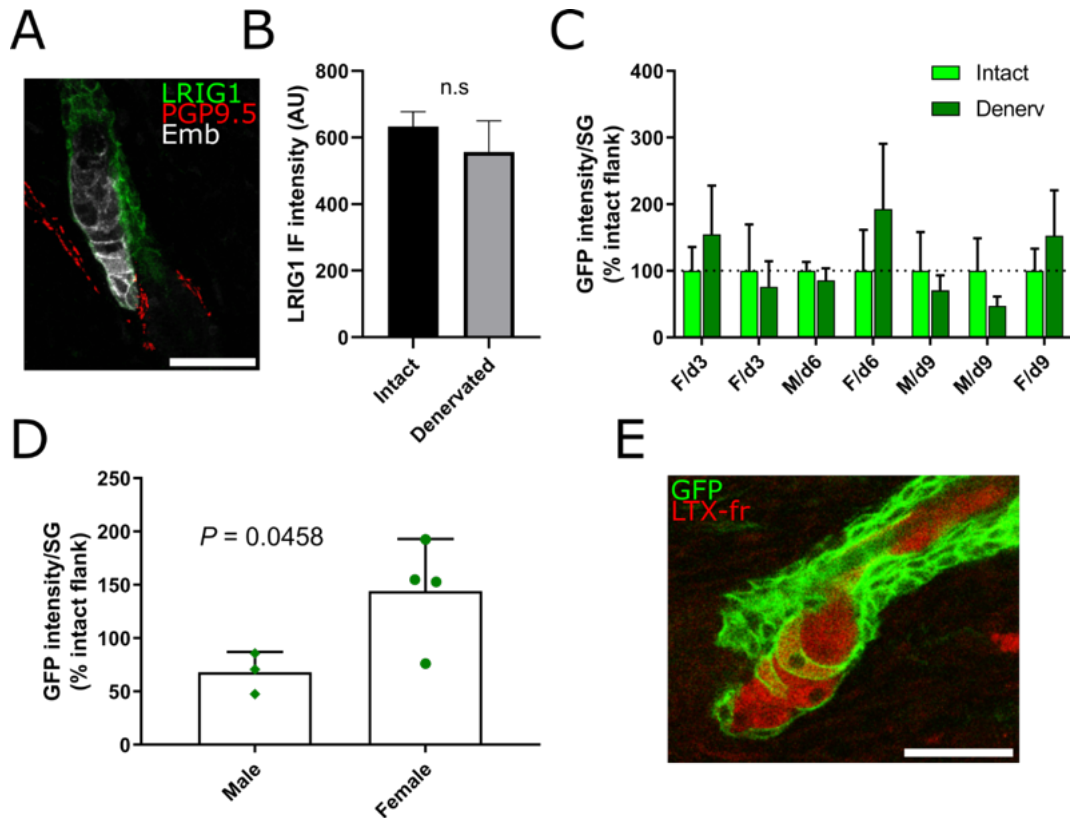 A
LRIG1
PGP9.5
Emb
B
LRIG1 IF intensity (AU)
800
600
400
200
0
n.s
Intact
Denervated
C
GFP intensity/SG
(% intact flank)
400
300
200
100
0
Intact
Denerv
F/d3
F/d3
M/d6
F/d6
M/d9
M/d9
F/d9
D
GFP intensity/SG
(% intact flank)
250
200
150
100
50
0
P = 0.0458
Male
Female
E
GFP
LTX-fr